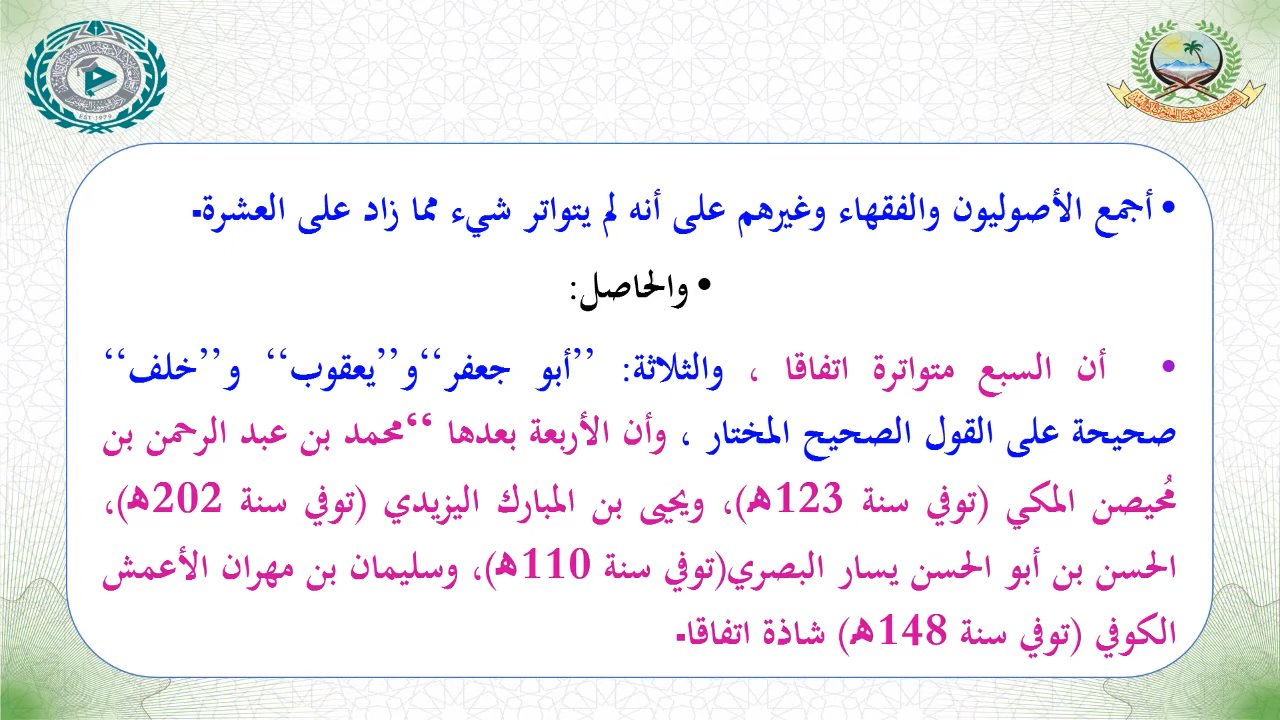 • أجمع الأصوليون والفقهاء وغيرهم على أنه لم يتواتر شيء مما زاد على العشرة.
• والحاصل:
• أن السبع متواترة اتفاقا ، والثلاثة: ’’أبو جعفر‘‘و’’يعقوب‘‘ و’’خلف‘‘
صحيحة على القول الصحيح المختار ، وأن الأربعة بعدها ‘‘محمد بن عبد الرحمن بن
مُحيصن المكي (توفي سنة 123هـ)، ويحيى بن المبارك اليزيدي (توفي سنة 202هـ)،
الحسن بن أبو الحسن يسار البصري(توفي سنة 110هـ)، وسليمان بن مهران الأعمش
الكوفي (توفي سنة 148هـ) شاذة اتفاقا.
EST 1979